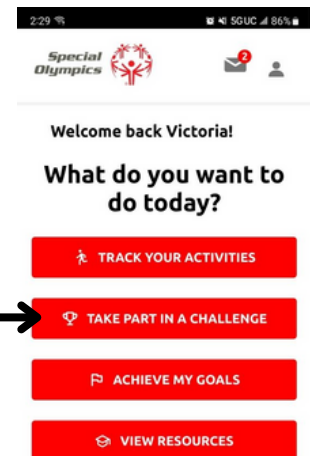 2:29
5GUC 86%
Special
Olympics
2
Welcome back Victoria!
What do you want to
do today?
TRACK YOUR ACTIVITIES
TAKE PART IN A CHALLENGE
ACHIEVE MY GOALS
VIEW RESOURCES